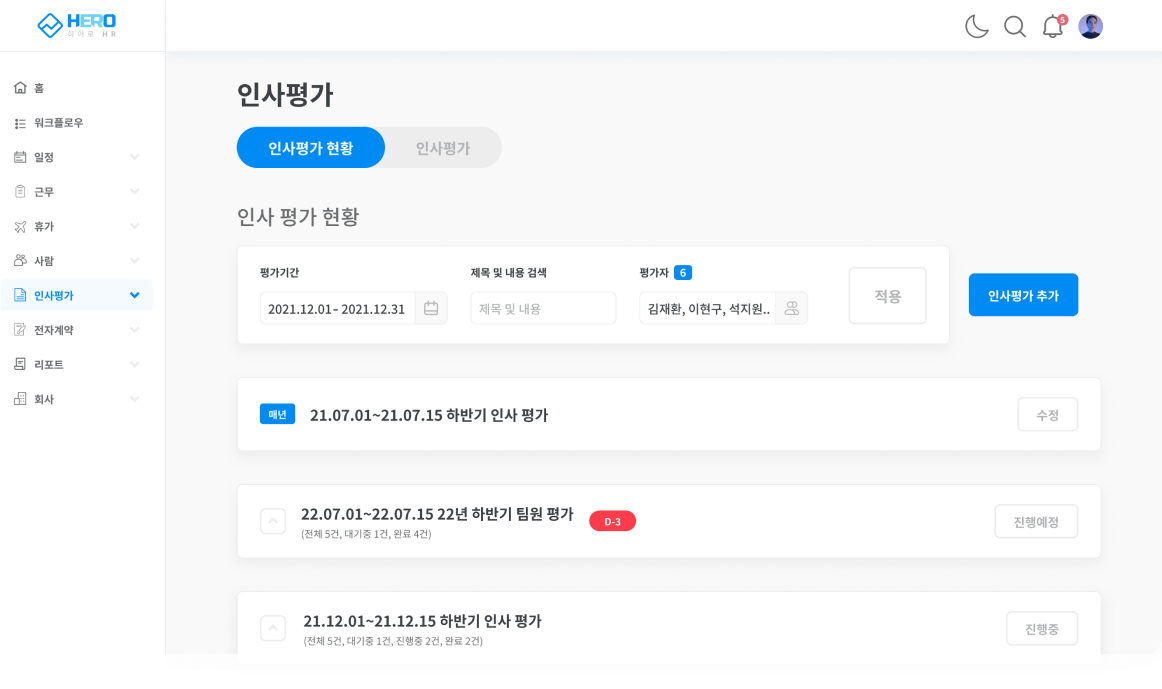 HERO
히어로 HR
5
홈
워크플로우
일정
근무
휴가
사람
인사평가
전자계약
리포트
회사
인사평가
인사평가 현황
인사평가
인사 평가 현황
평가기간
제목 및 내용 검색
평가자 6
2021.12.01- 2021.12.31
제목 및 내용
김재환, 이현구, 석지원..
적용
인사평가 추가
매년
21.07.01~21.07.15 하반기 인사 평가
수정
22.07.01~22.07.15 22년 하반기 팀원 평가
D-3
(전체 5건, 대기중 1건, 완료 4건)
진행예정
21.12.01~21.12.15 하반기 인사 평가
(전체 5건, 대기중 1건, 진행중 2건, 완료 2건)
진행중